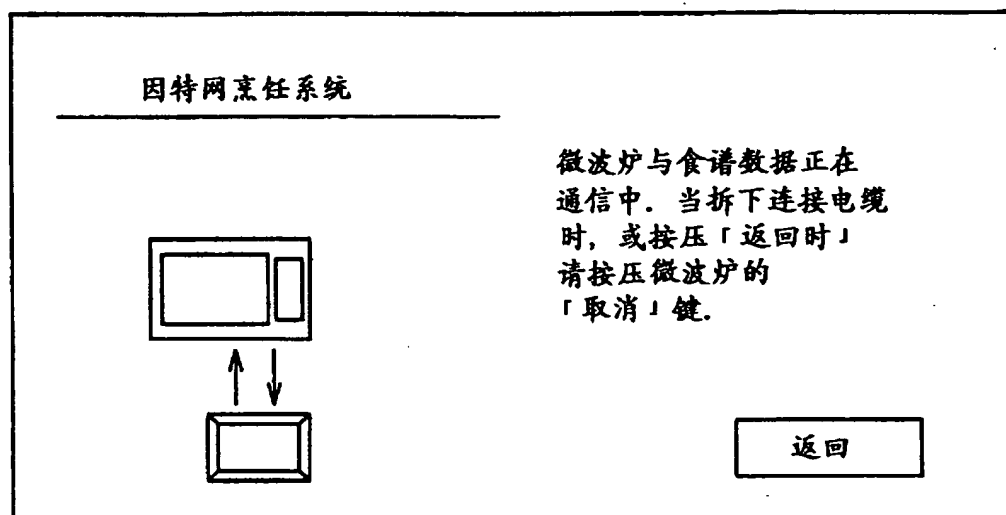 因特网烹饪系统
微波炉与食谱数据正在
通信中. 当拆下连接电缆
时, 或按压「返回时」
请按压微波炉的
「取消」键.
返回